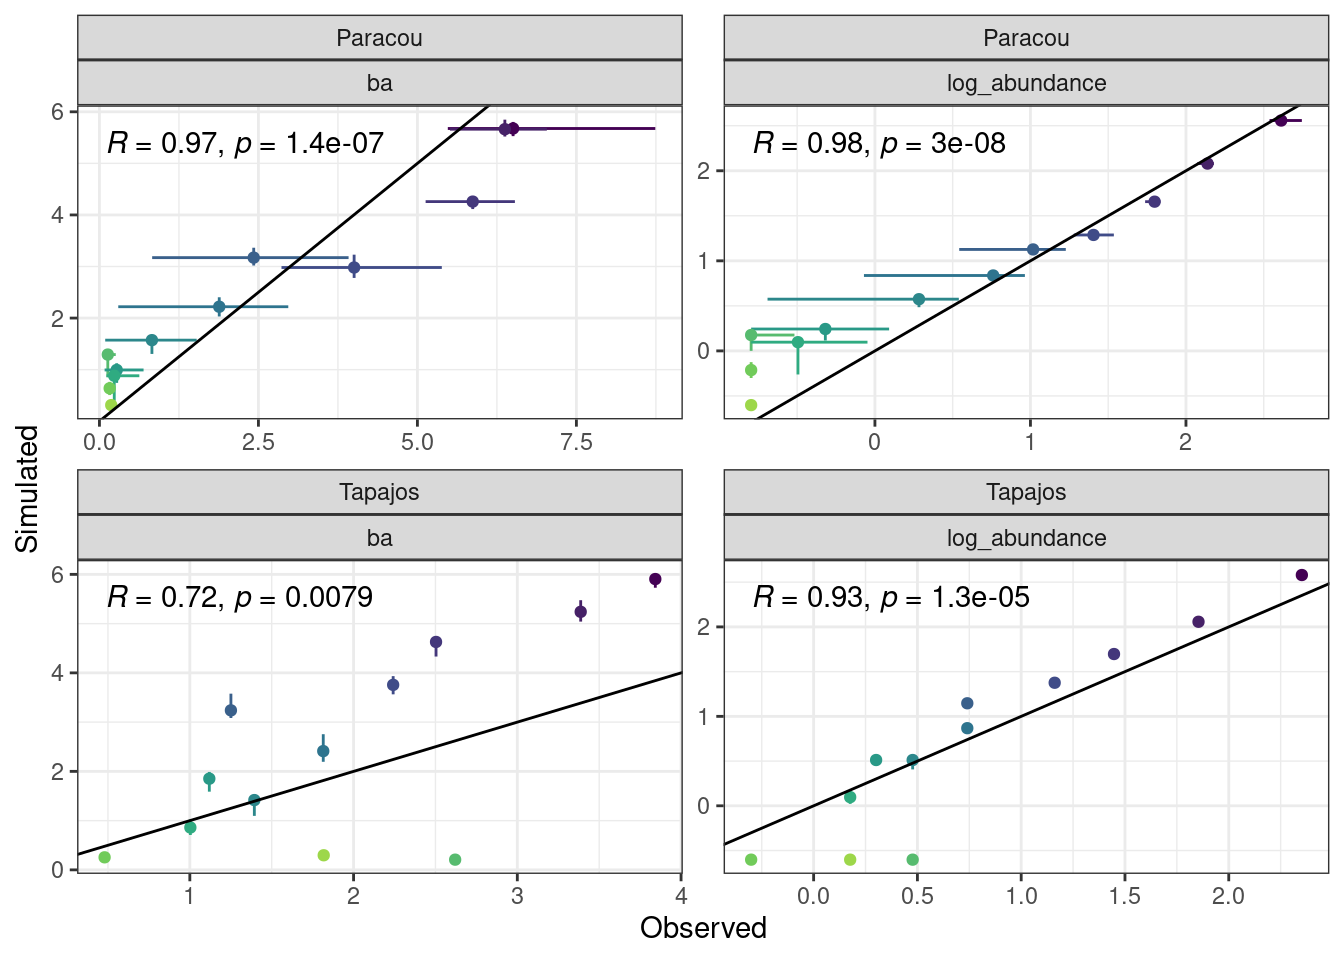 Paracou
Paracou
ba
log_abundance
R = 0.97, p = 1.4e-07
R = 0.98, p = 3e-08
6
4
2
2
1
0
0.0 2.5 5.0 7.5
0 1 2
Tapajos
Tapajos
ba
log_abundance
R = 0.72, p = 0.0079
R = 0.93, p = 1.3e-05
6
4
2
0
2
1
0
1 2 3 4
0.0 0.5 1.0 1.5 2.0
Simulated
Observed